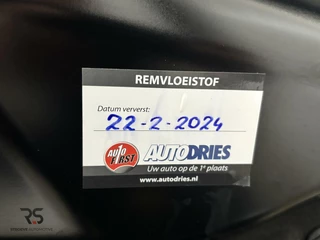 REMVLOEISTOF
Datum ververst:
22-2-2024
AUTO FIRST
AUTODRIES
Uw auto op de 1e plaats
www.autodries.nl
RS